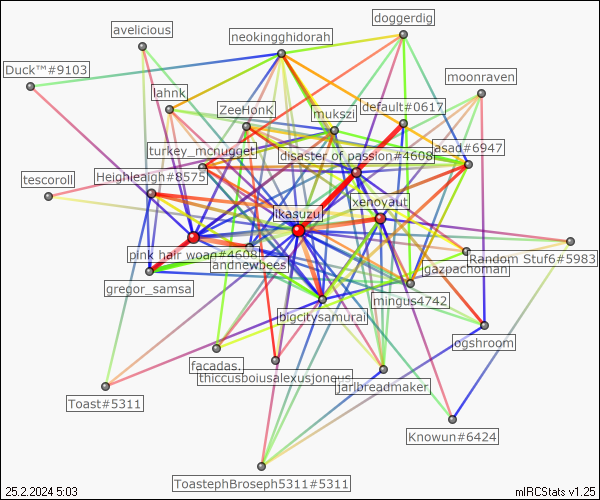 doggerdig
avelicious
neokingghidorah
Duck™#9103
moonraven
lahnk
ZeeHonK
mukszi
default#0617
turkey_mcnugget
disaster of passion#4608
asad#6947
tescoroll
Heighleaigh#8575
likasuzu
xenoyaut
pink hair woan#4608
andnewbees
gazpachoman
Random Stuf6#5983
gregor_samsa
mingus4742
bigcitysamurai
ogshroom
facadas.
thiccusboiusalexusjoneus
jarlbreadmaker
Toast#5311
Knowun#6424
ToastephBroseph5311#5311
25.2.2024 5:03
mIRCStats v1.25